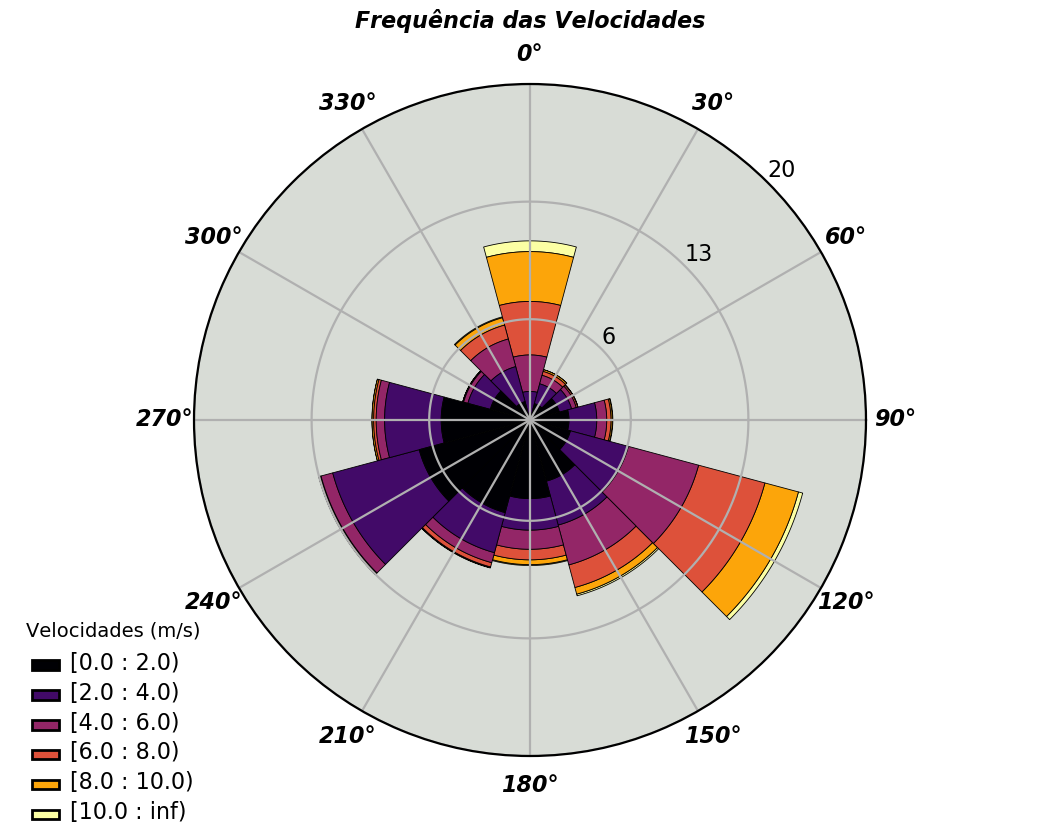 Frequência das Velocidades
0°
330°
30°
20
300°
60°
13
6
270°
90°
240°
120°
210°
150°
180°
Velocidades (m/s)
[0.0 : 2.0)
[2.0 : 4.0)
[4.0 : 6.0)
[6.0 : 8.0)
[8.0 : 10.0)
[10.0 : inf)